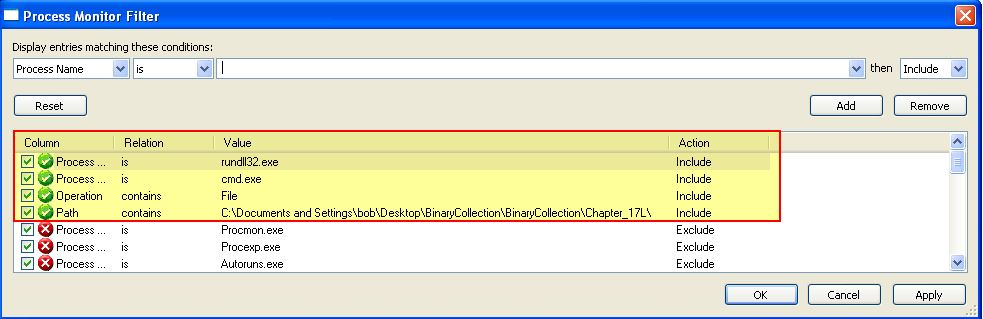 Process Monitor Filter
Display entries matching these conditions:
Process Name is then Include
Reset Add Remove
Column Relation Value Action
Process ... is rundll32.exe Include
Process ... is cmd.exe Include
Operation contains File Include
Path contains C:\Documents and Settings\bob\Desktop\BinaryCollection\BinaryCollection\Chapter_17L\ Include
Process ... is Procmon.exe Exclude
Process ... is Procexp.exe Exclude
Process ... is Autoruns.exe Exclude
OK Cancel Apply